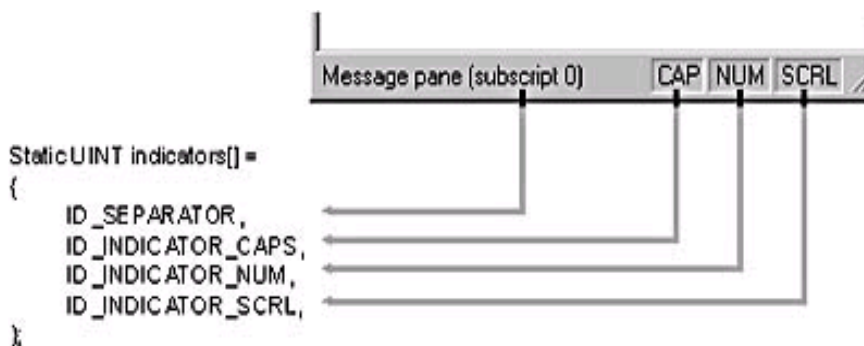 Message pane (subscript 0) CAP NUM SCRL
Static UINT indicators[] =
{
ID_SEPARATOR,
ID_INDICATOR_CAPS,
ID_INDICATOR_NUM,
ID_INDICATOR_SCRL,
};